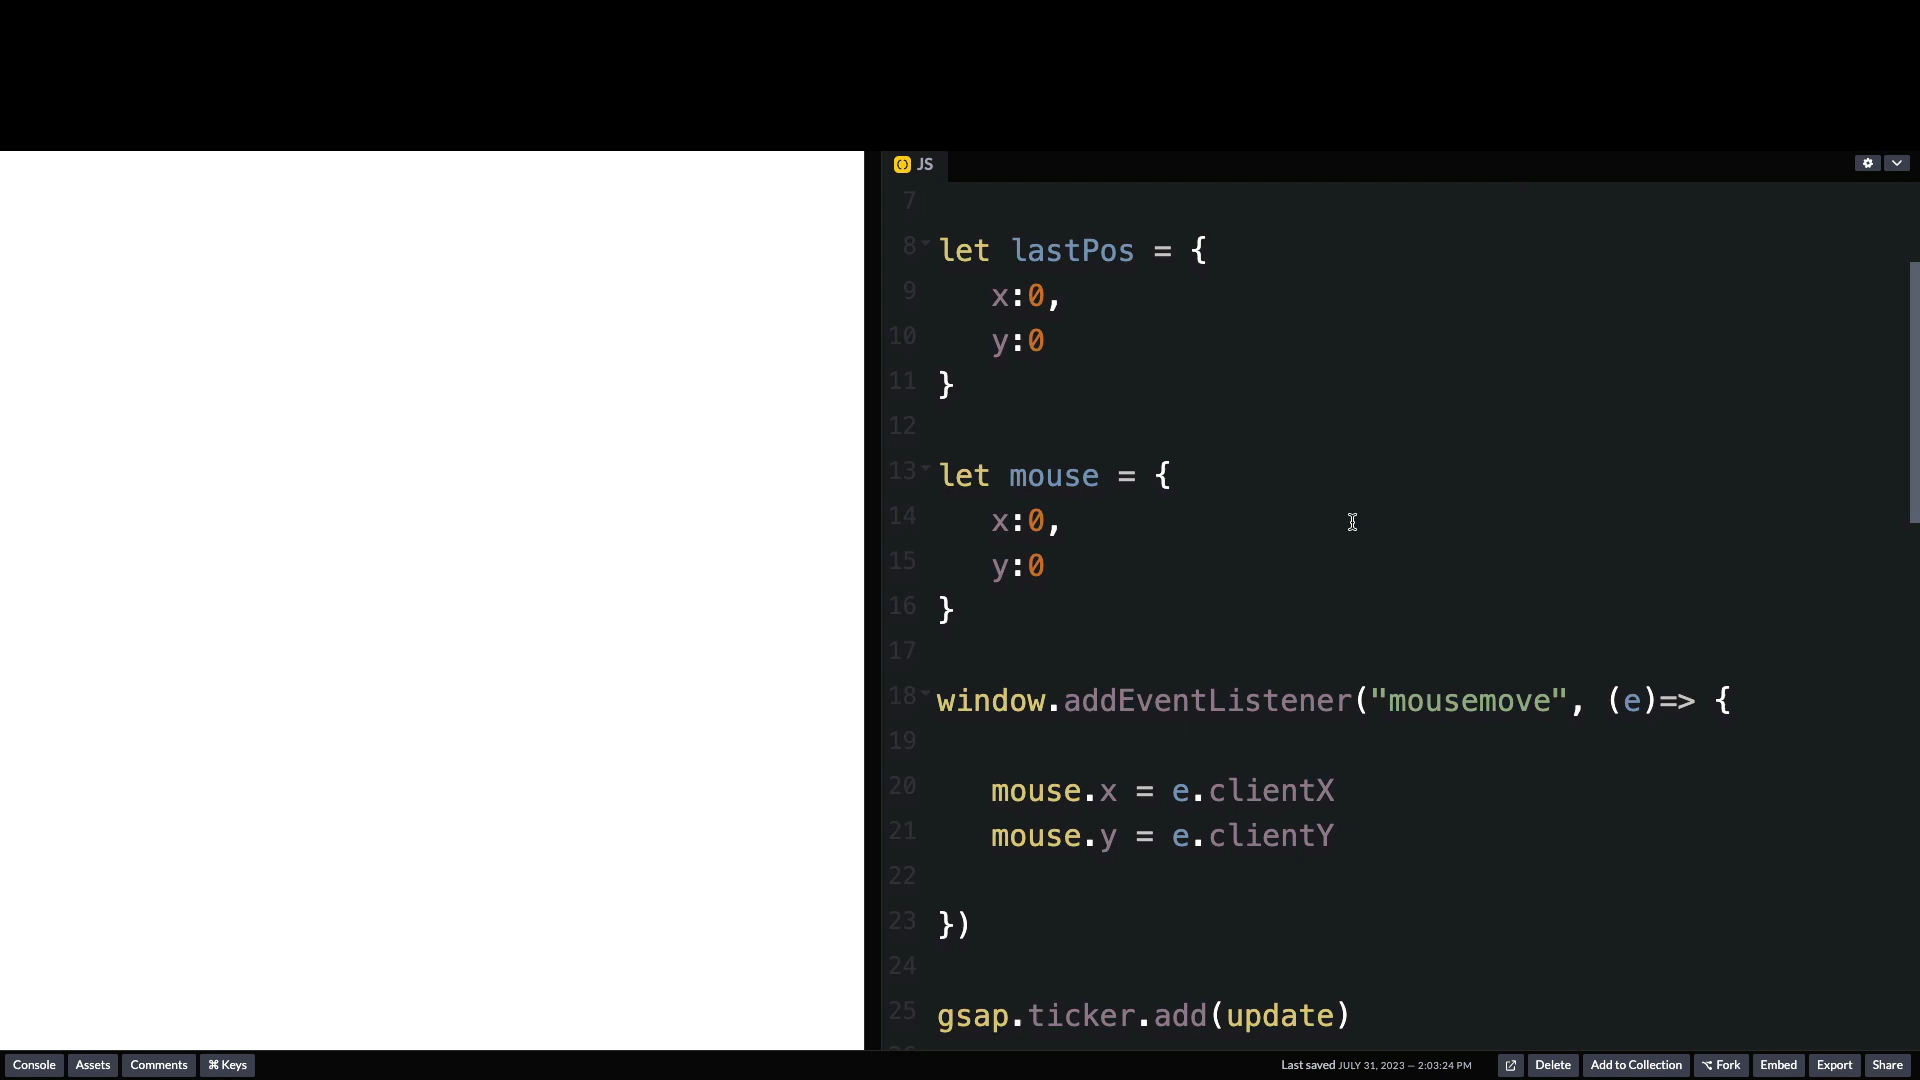 JS
7
8 let lastPos = {
9 x:0,
10 y:0
11 }
12
13 let mouse = {
14 x:0,
15 y:0
16 }
17
18 window.addEventListener("mousemove", (e)=> {
19
20 mouse.x = e.clientX
21 mouse.y = e.clientY
22
23 })
24
25 gsap.ticker.add(update)
Console Assets Comments ⌘ Keys Last saved JULY 31, 2023 — 2:03:24 PM Delete Add to Collection ⌥ Fork Embed Export Share